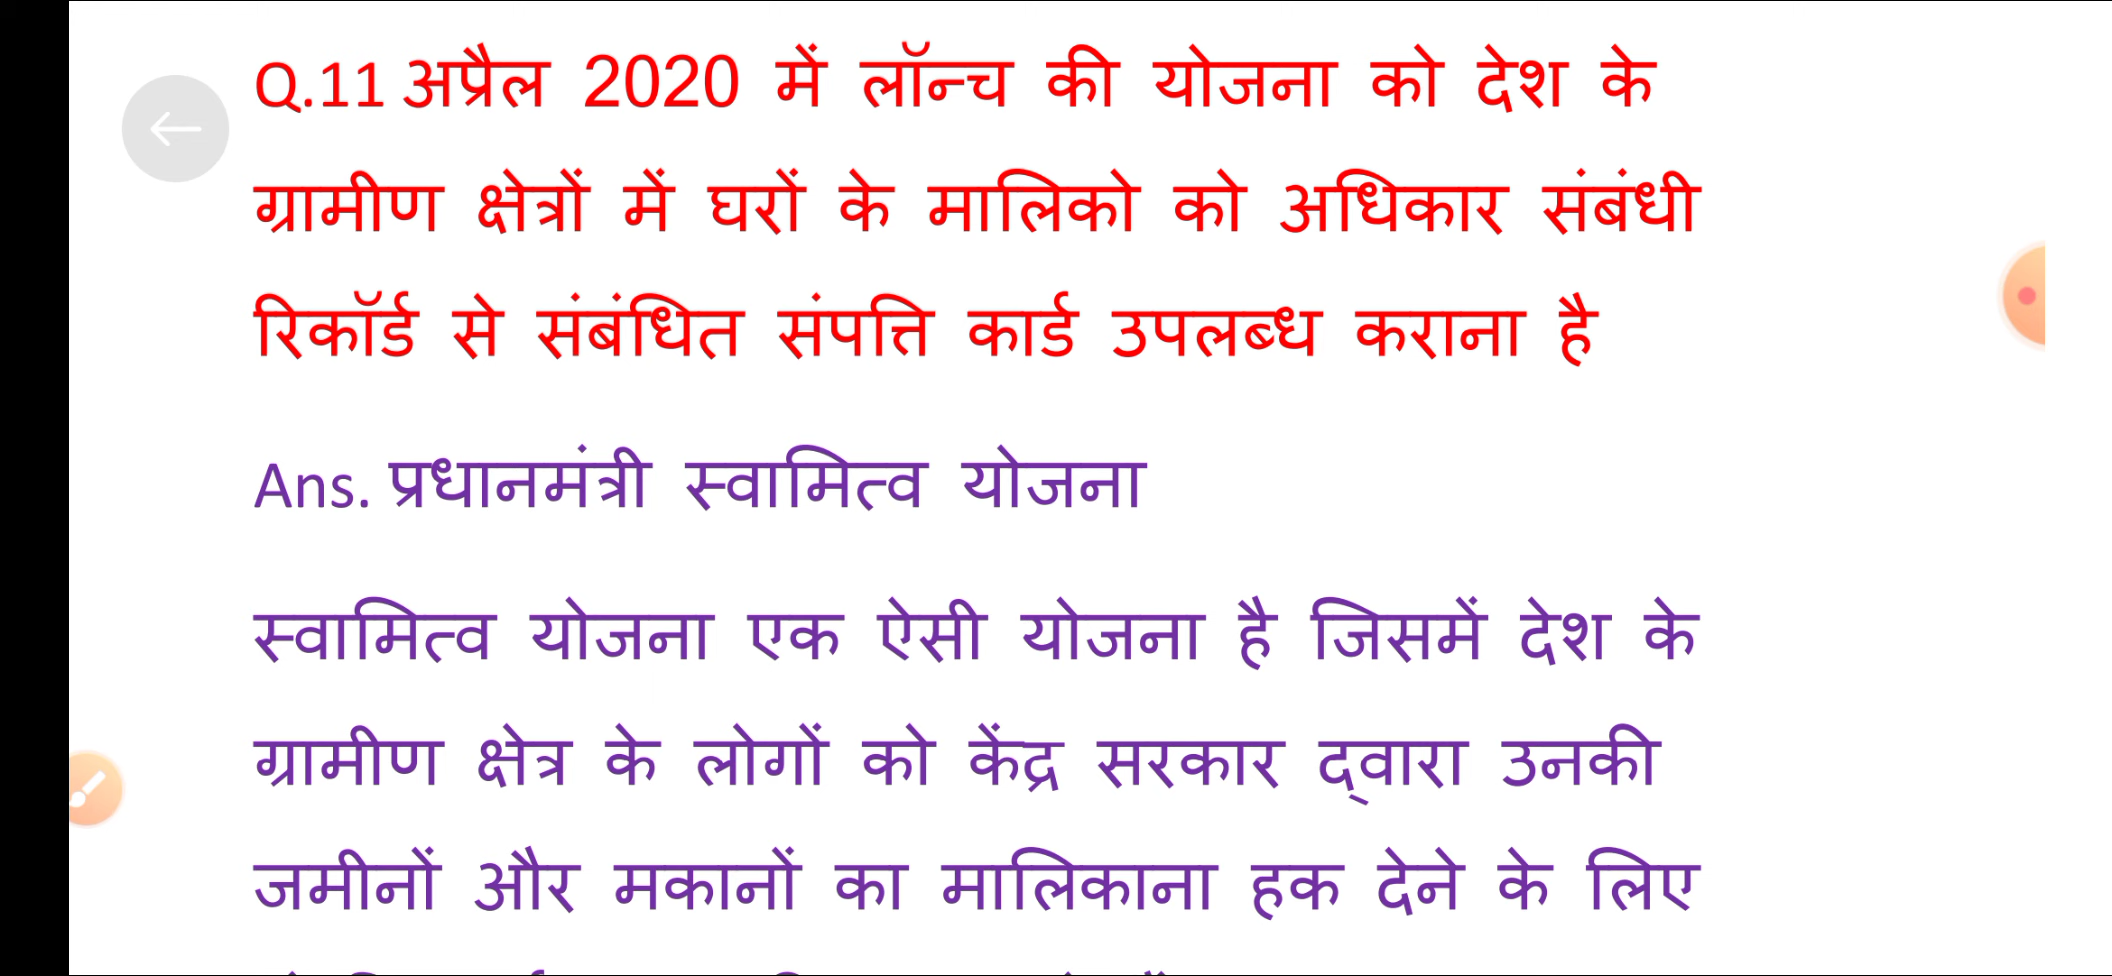 Q.11 अप्रैल 2020 में लॉन्च की योजना को देश के
ग्रामीण क्षेत्रों में घरों के मालिको को अधिकार संबंधी
रिकॉर्ड से संबंधित संपत्ति कार्ड उपलब्ध कराना है
Ans. प्रधानमंत्री स्वामित्व योजना
स्वामित्व योजना एक ऐसी योजना है जिसमें देश के
ग्रामीण क्षेत्र के लोगों को केंद्र सरकार द्वारा उनकी
जमीनों और मकानों का मालिकाना हक देने के लिए